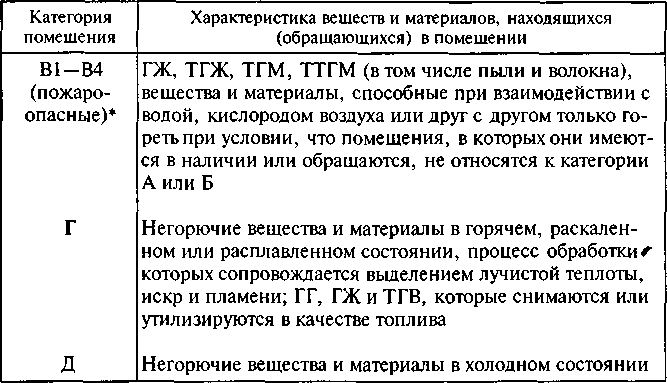 Категория помещения
Характеристика веществ и материалов, находящихся (обращающихся) в помещении
В1—В4
(пожаро-
опасные)*
ГЖ, ТГЖ, ТГМ, ТТГМ (в том числе пыли и волокна),
вещества и материалы, способные при взаимодействии с
водой, кислородом воздуха или друг с другом только го-
реть при условии, что помещения, в которых они имеют-
ся в наличии или обращаются, не относятся к категории
А или Б
Г
Негорючие вещества и материалы в горячем, раскален-
ном или расплавленном состоянии, процесс обработки
которых сопровождается выделением лучистой теплоты,
искр и пламени; ГГ, ГЖ и ТГВ, которые снимаются или
утилизируются в качестве топлива
Д
Негорючие вещества и материалы в холодном состоянии